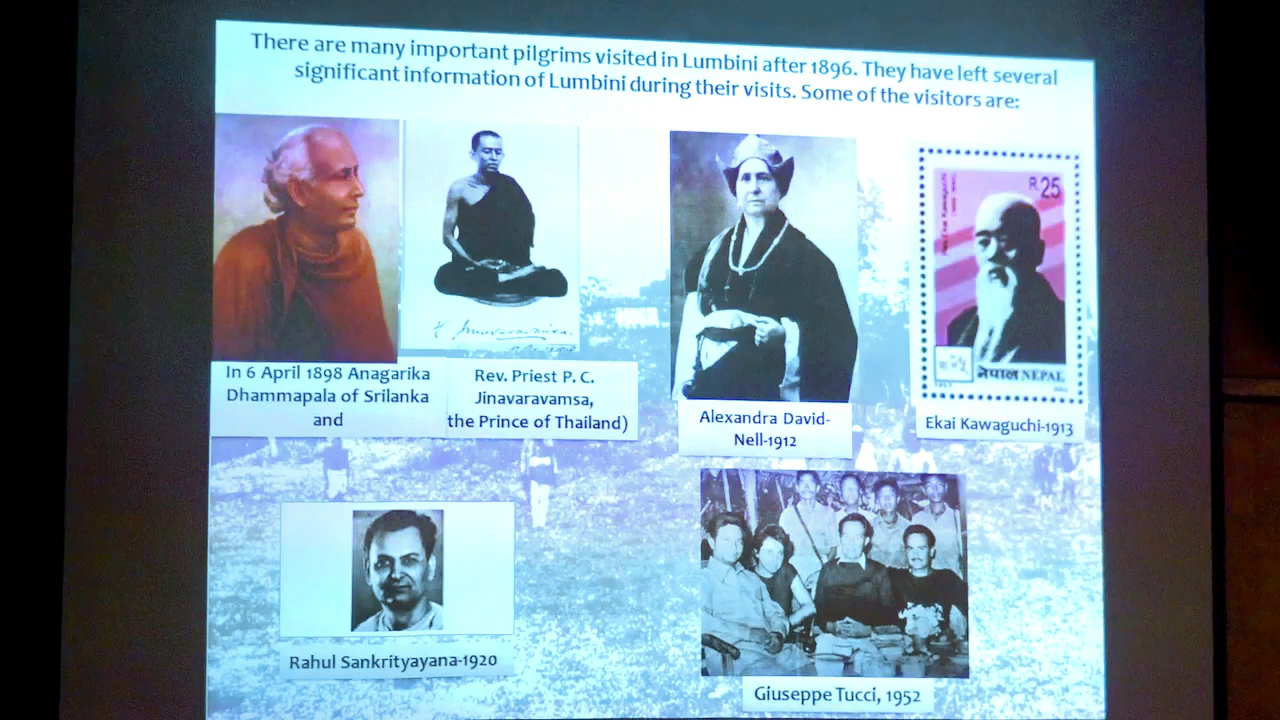 There are many important pilgrims visited in Lumbini after 1896. They have left several
significant information of Lumbini during their visits. Some of the visitors are:
R 25
नेपाल NEPAL
In 6 April 1898 Anagarika
Dhammapala of Srilanka
and
Rev. Priest P. C.
Jinavaravamsa,
the Prince of Thailand)
Alexandra David-
Nell-1912
Ekai Kawaguchi-1913
Rahul Sankrityayana-1920
Giuseppe Tucci, 1952